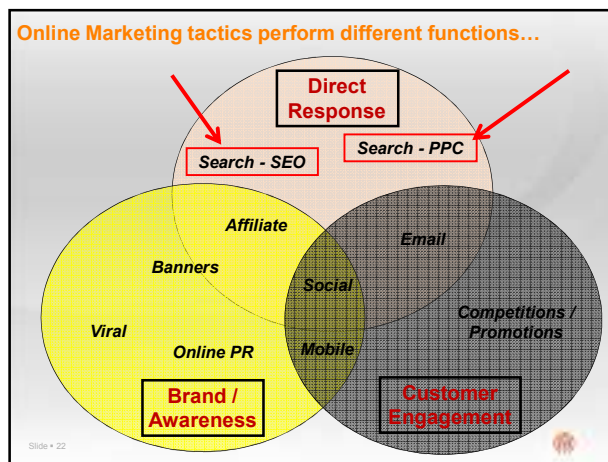 Online Marketing tactics perform different functions…
Direct
Response
Search - PPC
Search - SEO
Affiliate
Email
Banners
Social
Competitions /
Promotions
Viral
Online PR
Mobile
Brand /
Awareness
Customer
Engagement
Slide ▪ 22